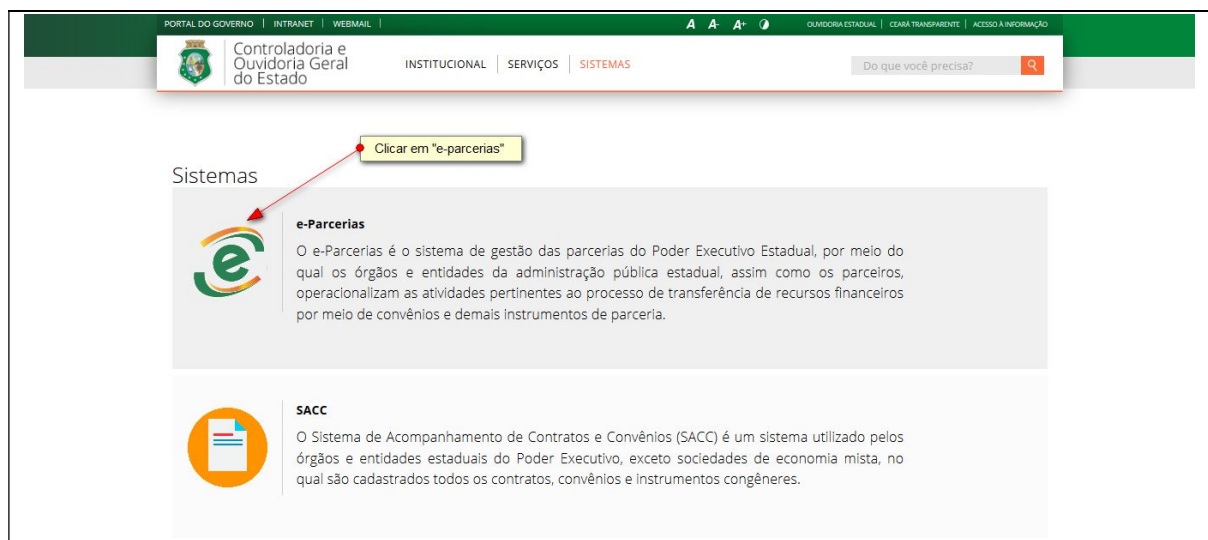 PORTAL DO GOVERNO | INTRANET | WEBMAIL |
A A- A+
OUVIDORIA ESTADUAL | CEARÁ TRANSPARENTE | ACESSO À INFORMAÇÃO
Controladoria e
Ouvidoria Geral
do Estado
INSTITUCIONAL | SERVIÇOS | SISTEMAS
Do que você precisa?
Clicar em "e-parcerias"
Sistemas
e
e-Parcerias
O e-Parcerias é o sistema de gestão das parcerias do Poder Executivo Estadual, por meio do
qual os órgãos e entidades da administração pública estadual, assim como os parceiros,
operacionalizam as atividades pertinentes ao processo de transferência de recursos financeiros
por meio de convênios e demais instrumentos de parceria.
SACC
O Sistema de Acompanhamento de Contratos e Convênios (SACC) é um sistema utilizado pelos
órgãos e entidades estaduais do Poder Executivo, exceto sociedades de economia mista, no
qual são cadastrados todos os contratos, convênios e instrumentos congêneres.